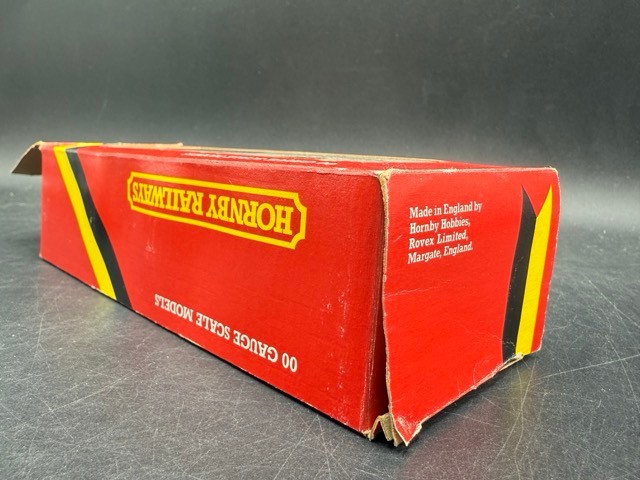 HORNBY RAILWAYS
00 GAUGE SCALE MODELS
Made in England by
Hornby Hobbies,
Rovex Limited,
Margate, England.